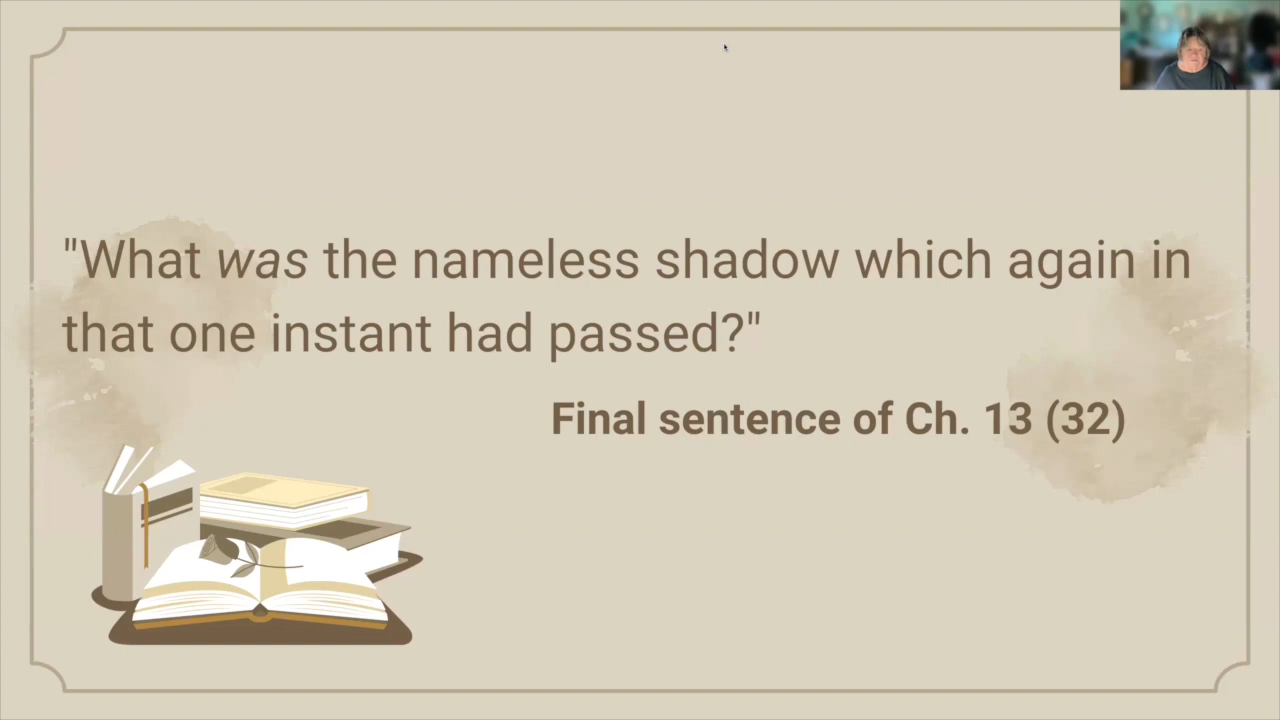 "What was the nameless shadow which again in
that one instant had passed?"
Final sentence of Ch. 13 (32)